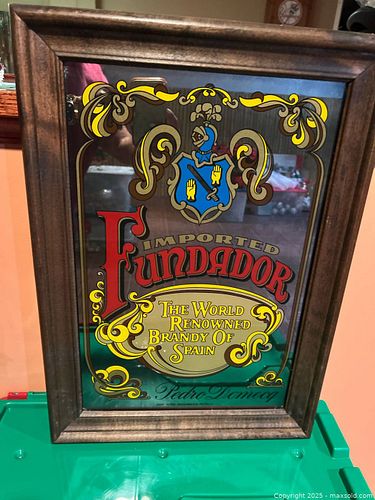 IMPORTED
FUNDADOR
THE WORLD
RENOWNED
BRANDY OF
SPAIN
Pedro Domecq
Copyright 2025 - maxsold.com